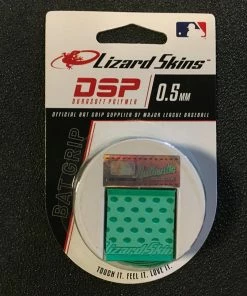 Lizard Skins
DSP
DURASOFT POLYMER
0.5MM
OFFICIAL BAT GRIP SUPPLIER OF MAJOR LEAGUE BASEBALL
BAT GRIP
Lizard Skins
TOUCH IT. FEEL IT. LOVE IT.